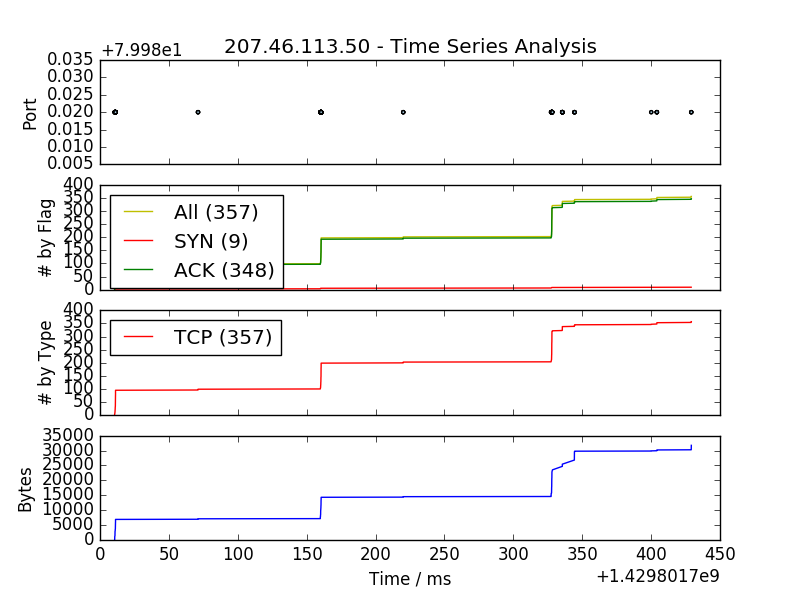 +7.998e1
207.46.113.50 - Time Series Analysis
0.035
0.030
0.025
0.020
0.015
0.010
0.005
Port
400
350
300
250
200
150
100
50
0
# by Flag
All (357)
SYN (9)
ACK (348)
400
350
300
250
200
150
100
50
0
# by Type
TCP (357)
35000
30000
25000
20000
15000
10000
5000
0
Bytes
0 50 100 150 200 250 300 350 400 450
Time / ms
+1.4298017e9